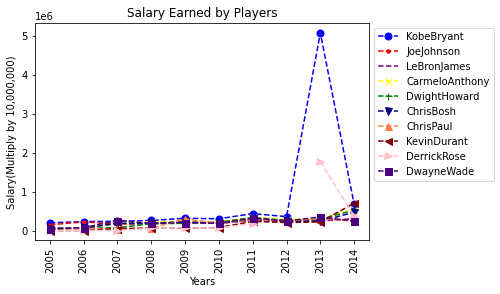 Salary Earned by Players
1e6
Salary(Multiply by 10,000,000)
5
4
3
2
1
0
2005 2006 2007 2008 2009 2010 2011 2012 2013 2014
Years
KobeBryant
JoeJohnson
LeBronJames
CarmeloAnthony
DwightHoward
ChrisBosh
ChrisPaul
KevinDurant
DerrickRose
DwayneWade